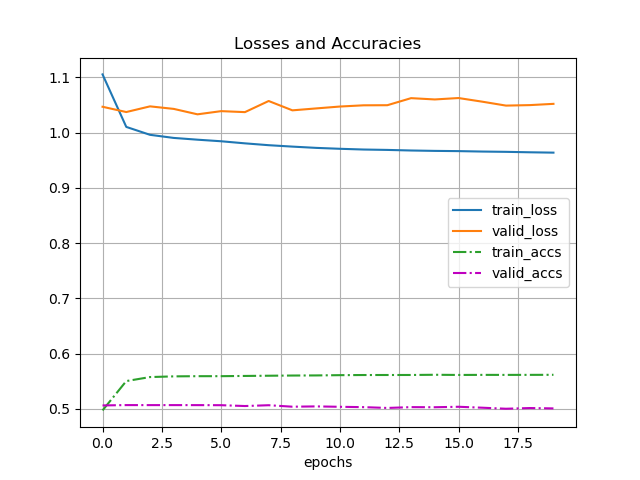 Losses and Accuracies
1.1
1.0
0.9
0.8
0.7
0.6
0.5
train_loss
valid_loss
train_accs
valid_accs
0.0 2.5 5.0 7.5 10.0 12.5 15.0 17.5
epochs